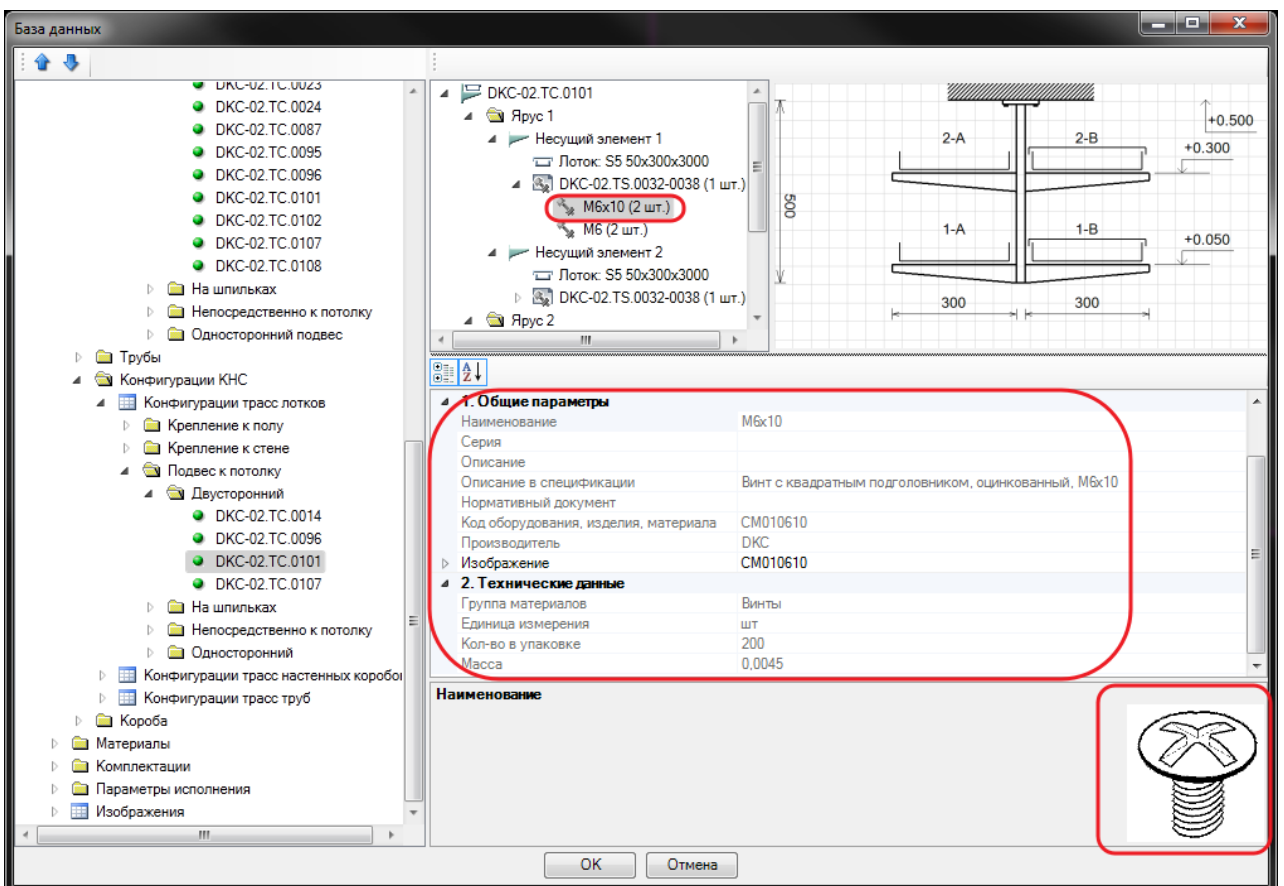 База данных
DKC-02.TC.0023
DKC-02.TC.0024
DKC-02.TC.0087
DKC-02.TC.0095
DKC-02.TC.0096
DKC-02.TC.0101
DKC-02.TC.0102
DKC-02.TC.0107
DKC-02.TC.0108
На шпильках
Непосредственно к потолку
Односторонний подвес
Трубы
Конфигурации КНС
Конфигурации трасс лотков
Крепление к полу
Крепление к стене
Подвес к потолку
Двусторонний
DKC-02.TC.0014
DKC-02.TC.0096
DKC-02.TC.0101
DKC-02.TC.0107
На шпильках
Непосредственно к потолку
Односторонний
Конфигурации трасс настенных коробо
Конфигурации трасс труб
Короба
Материалы
Комплектации
Параметры исполнения
Изображения
DKC-02.TC.0101
Ярус 1
Несущий элемент 1
Лоток: S5 50x300x3000
DKC-02.TS.0032-0038 (1 шт.)
M6x10 (2 шт.)
M6 (2 шт.)
Несущий элемент 2
Лоток: S5 50x300x3000
DKC-02.TS.0032-0038 (1 шт.)
Ярус 2
+0.500
2-A 2-B +0.300
500
1-A 1-B +0.050
300 300
1. Общие параметры
Наименование M6x10
Серия
Описание
Описание в спецификации Винт с квадратным подголовником, оцинкованный, M6x10
Нормативный документ
Код оборудования, изделия, материала CM010610
Производитель DKC
Изображение CM010610
2. Технические данные
Группа материалов Винты
Единица измерения шт
Кол-во в упаковке 200
Масса 0,0045
Наименование
OK Отмена